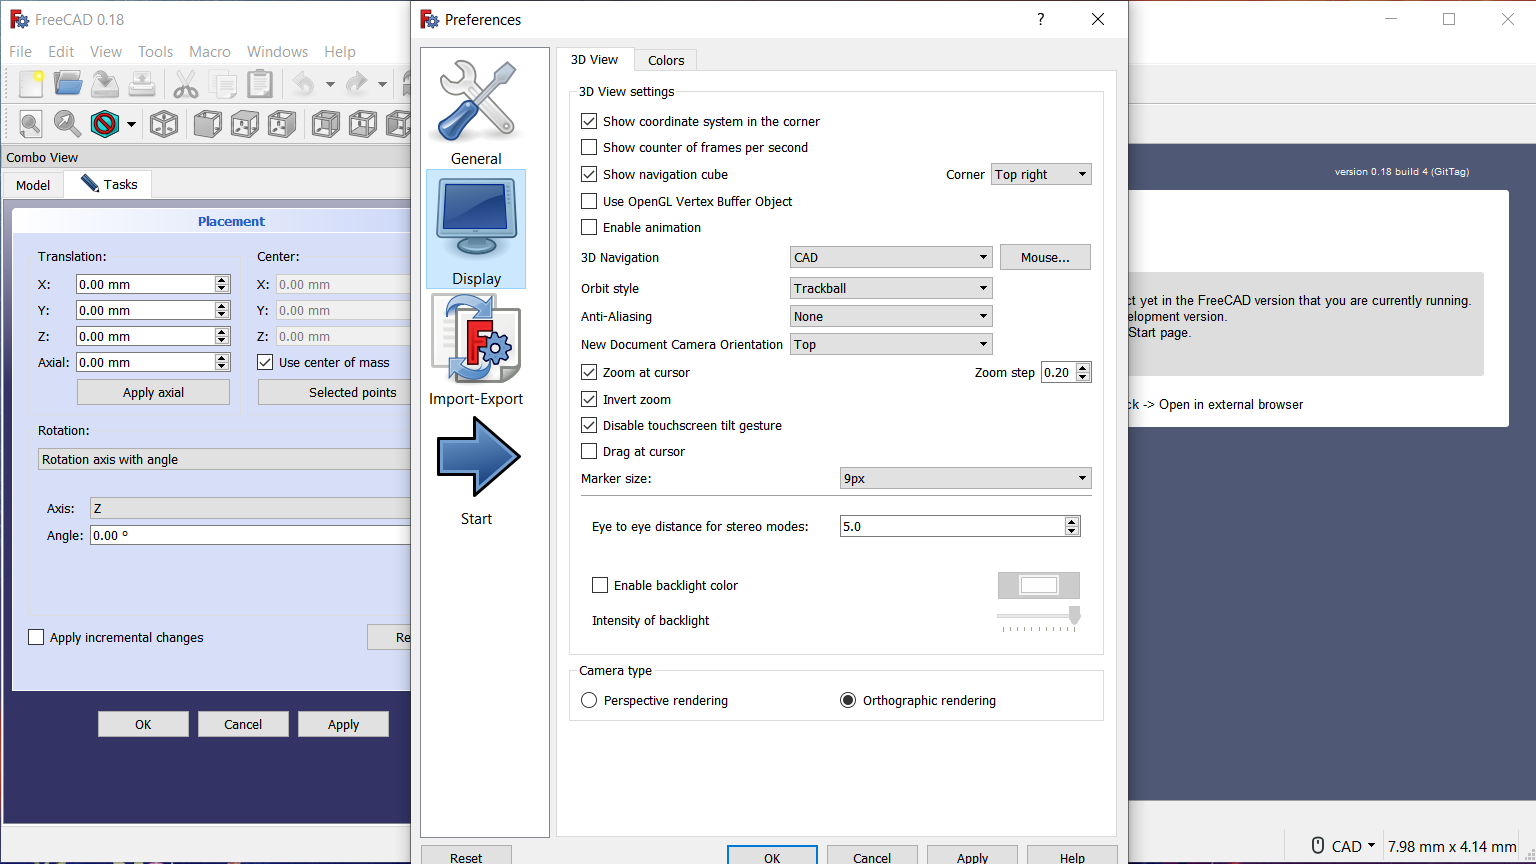 FreeCAD 0.18
File Edit View Tools Macro Windows Help
Combo View
Model Tasks
Placement
Translation: Center:
X: 0.00 mm X: 0.00 mm
Y: 0.00 mm Y: 0.00 mm
Z: 0.00 mm Z: 0.00 mm
Axial: 0.00 mm Use center of mass
Apply axial Selected points
Rotation:
Rotation axis with angle
Axis: Z
Angle: 0.00 °
Apply incremental changes Re
OK Cancel Apply
Preferences ?
General
Display
Import-Export
Start
3D View Colors
3D View settings
Show coordinate system in the corner
Show counter of frames per second
Show navigation cube Corner Top right
Use OpenGL Vertex Buffer Object
Enable animation
3D Navigation CAD Mouse...
Orbit style Trackball
Anti-Aliasing None
New Document Camera Orientation Top
Zoom at cursor Zoom step 0.20
Invert zoom
Disable touchscreen tilt gesture
Drag at cursor
Marker size: 9px
Eye to eye distance for stereo modes: 5.0
Enable backlight color
Intensity of backlight
Camera type
Perspective rendering Orthographic rendering
Reset OK Cancel Apply Help
version 0.18 build 4 (GitTag)
ct yet in the FreeCAD version that you are currently running.
elopment version.
Start page.
ck -> Open in external browser
CAD 7.98 mm x 4.14 mm